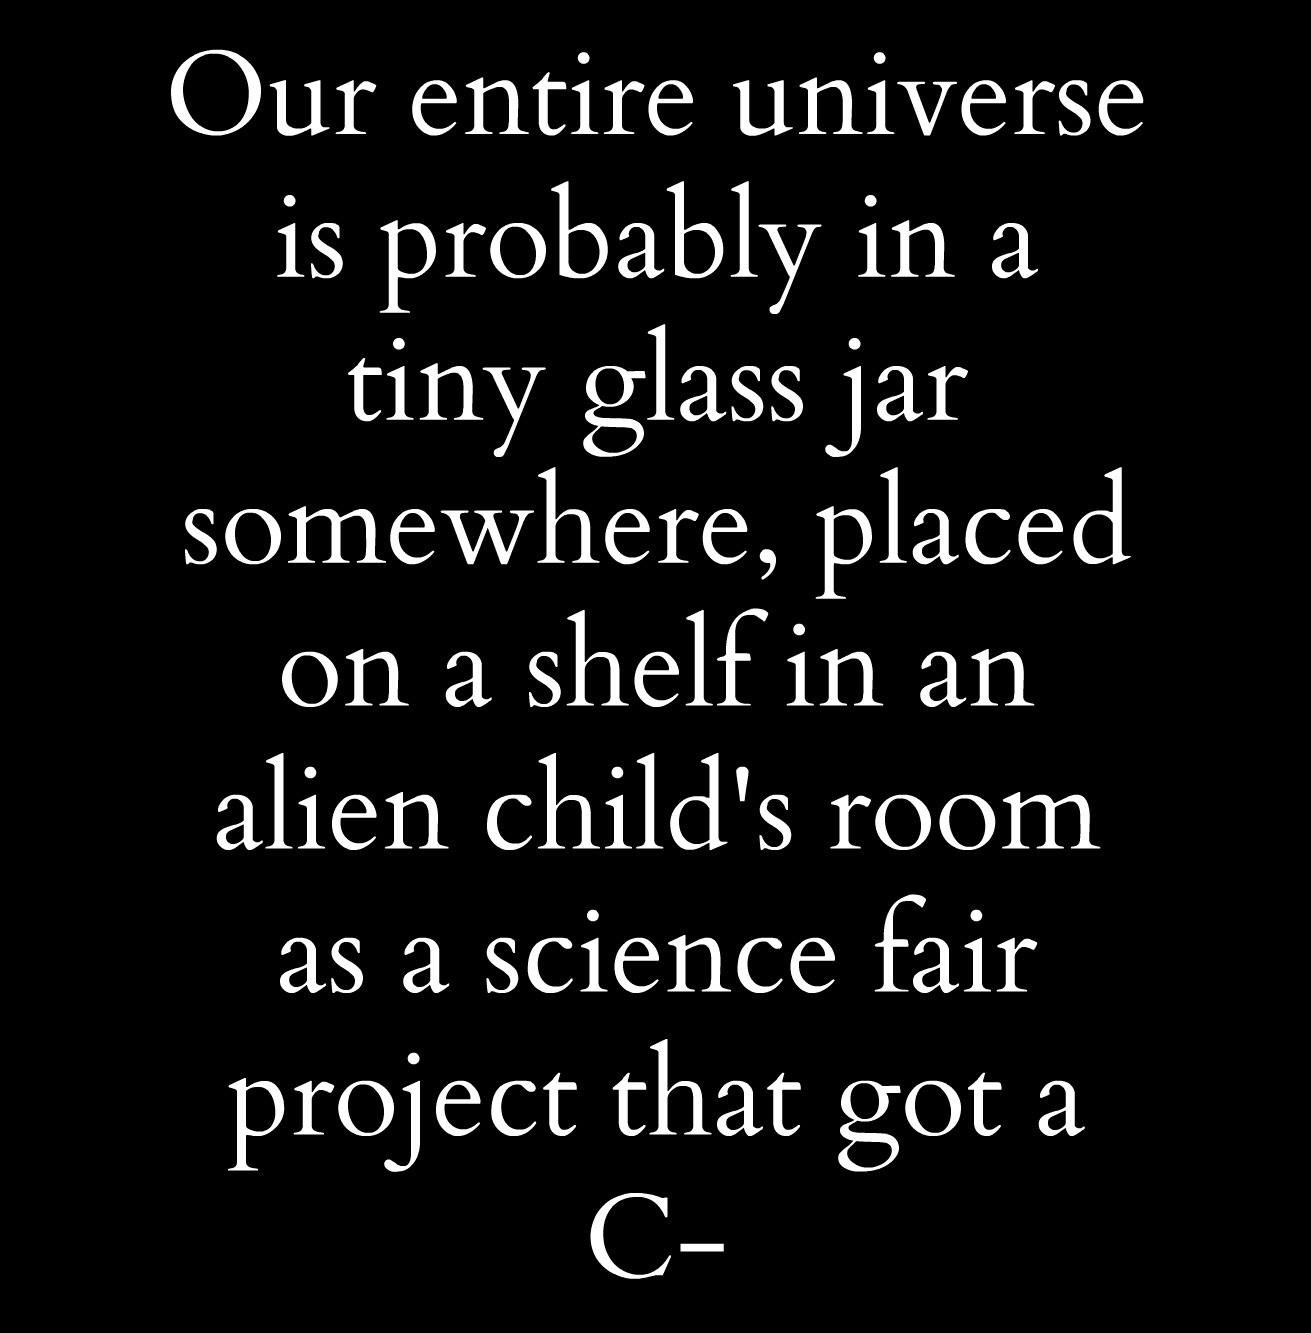 Our entire universe
is probably in a
tiny glass jar
somewhere, placed
on a shelf in an
alien child's room
as a science fair
project that got a
C-